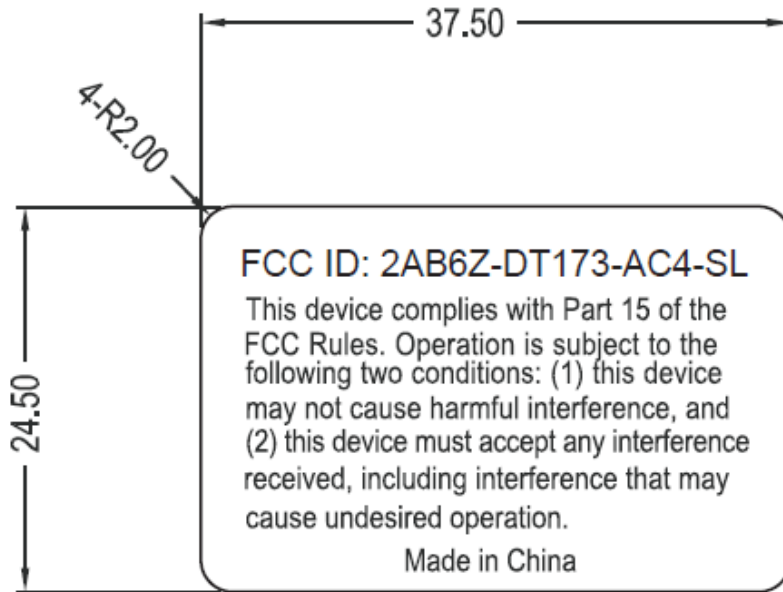 37.50
4-R2.00
24.50
FCC ID: 2AB6Z-DT173-AC4-SL
This device complies with Part 15 of the
FCC Rules. Operation is subject to the
following two conditions: (1) this device
may not cause harmful interference, and
(2) this device must accept any interference
received, including interference that may
cause undesired operation.
Made in China